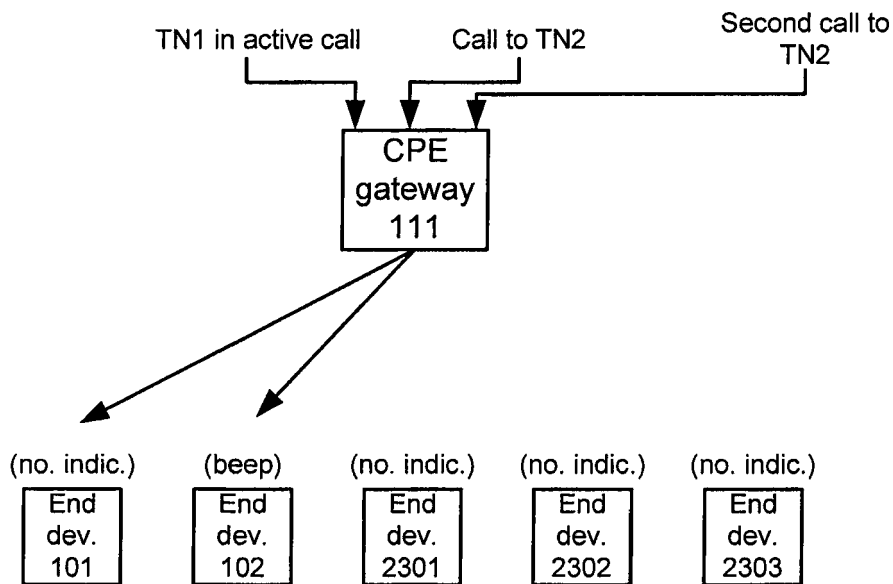 TN1 in active call
Call to TN2
Second call to
TN2
CPE
gateway
111
(no. indic.)
(beep)
(no. indic.)
(no. indic.)
(no. indic.)
End
dev.
101
End
dev.
102
End
dev.
2301
End
dev.
2302
End
dev.
2303